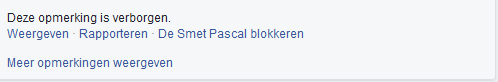 Deze opmerking is verborgen.
Weergeven · Rapporteren · De Smet Pascal blokkeren
Meer opmerkingen weergeven